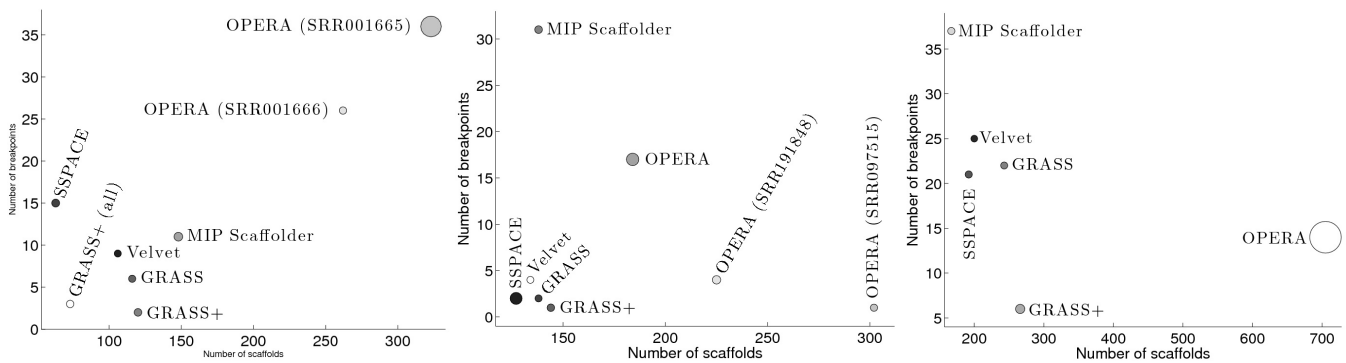 OPERA (SRR001665)
OPERA (SRR001666)
SSPACE
GRASS+ (all)
MIP Scaffolder
Velvet
GRASS
GRASS+
Number of breakpoints
35
30
25
20
15
10
5
0
100
150
200
250
300
Number of scaffolds
MIP Scaffolder
OPERA
OPERA (SRR191848)
OPERA (SRR097515)
SSPACE
Velvet
GRASS
GRASS+
Number of breakpoints
30
25
20
15
10
5
0
150
200
250
300
Number of scaffolds
MIP Scaffolder
Velvet
GRASS
SSPACE
OPERA
GRASS+
Number of breakpoints
35
30
25
20
15
10
5
200
300
400
500
600
700
Number of scaffolds